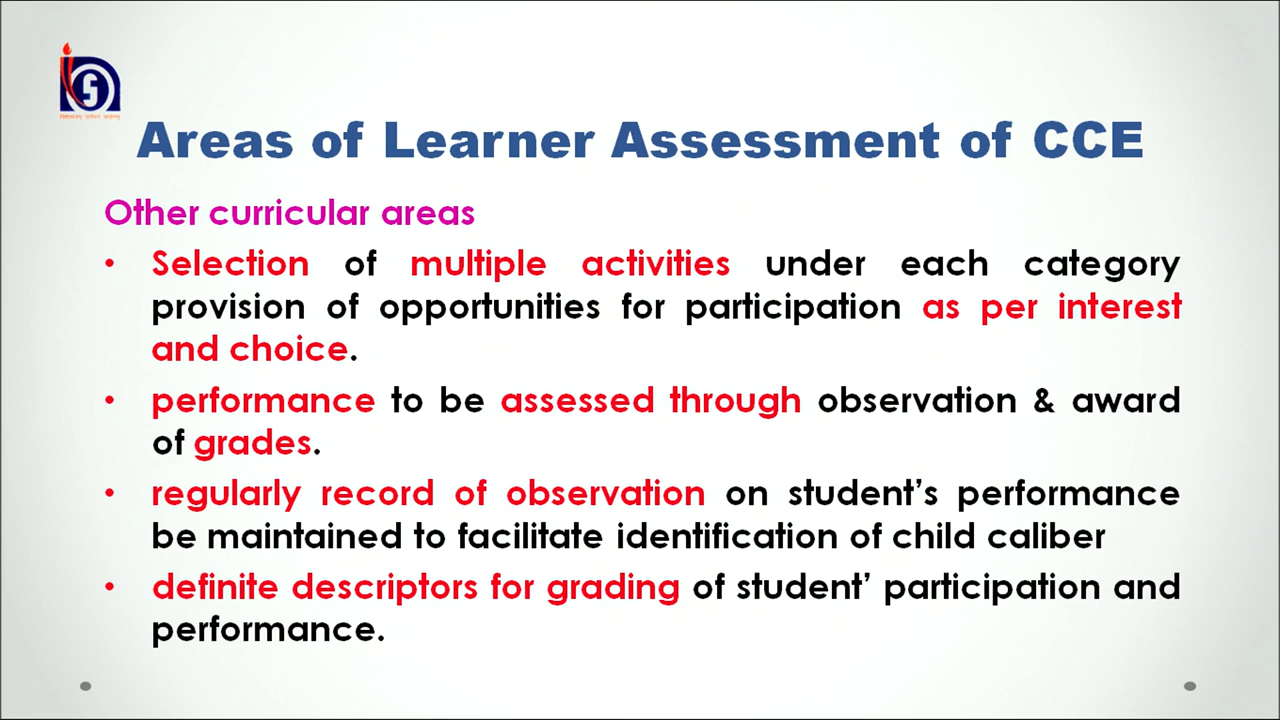 Areas of Learner Assessment of CCE
Other curricular areas
• Selection of multiple activities under each category
provision of opportunities for participation as per interest
and choice.
• performance to be assessed through observation & award
of grades.
• regularly record of observation on student’s performance
be maintained to facilitate identification of child caliber
• definite descriptors for grading of student’ participation and
performance.